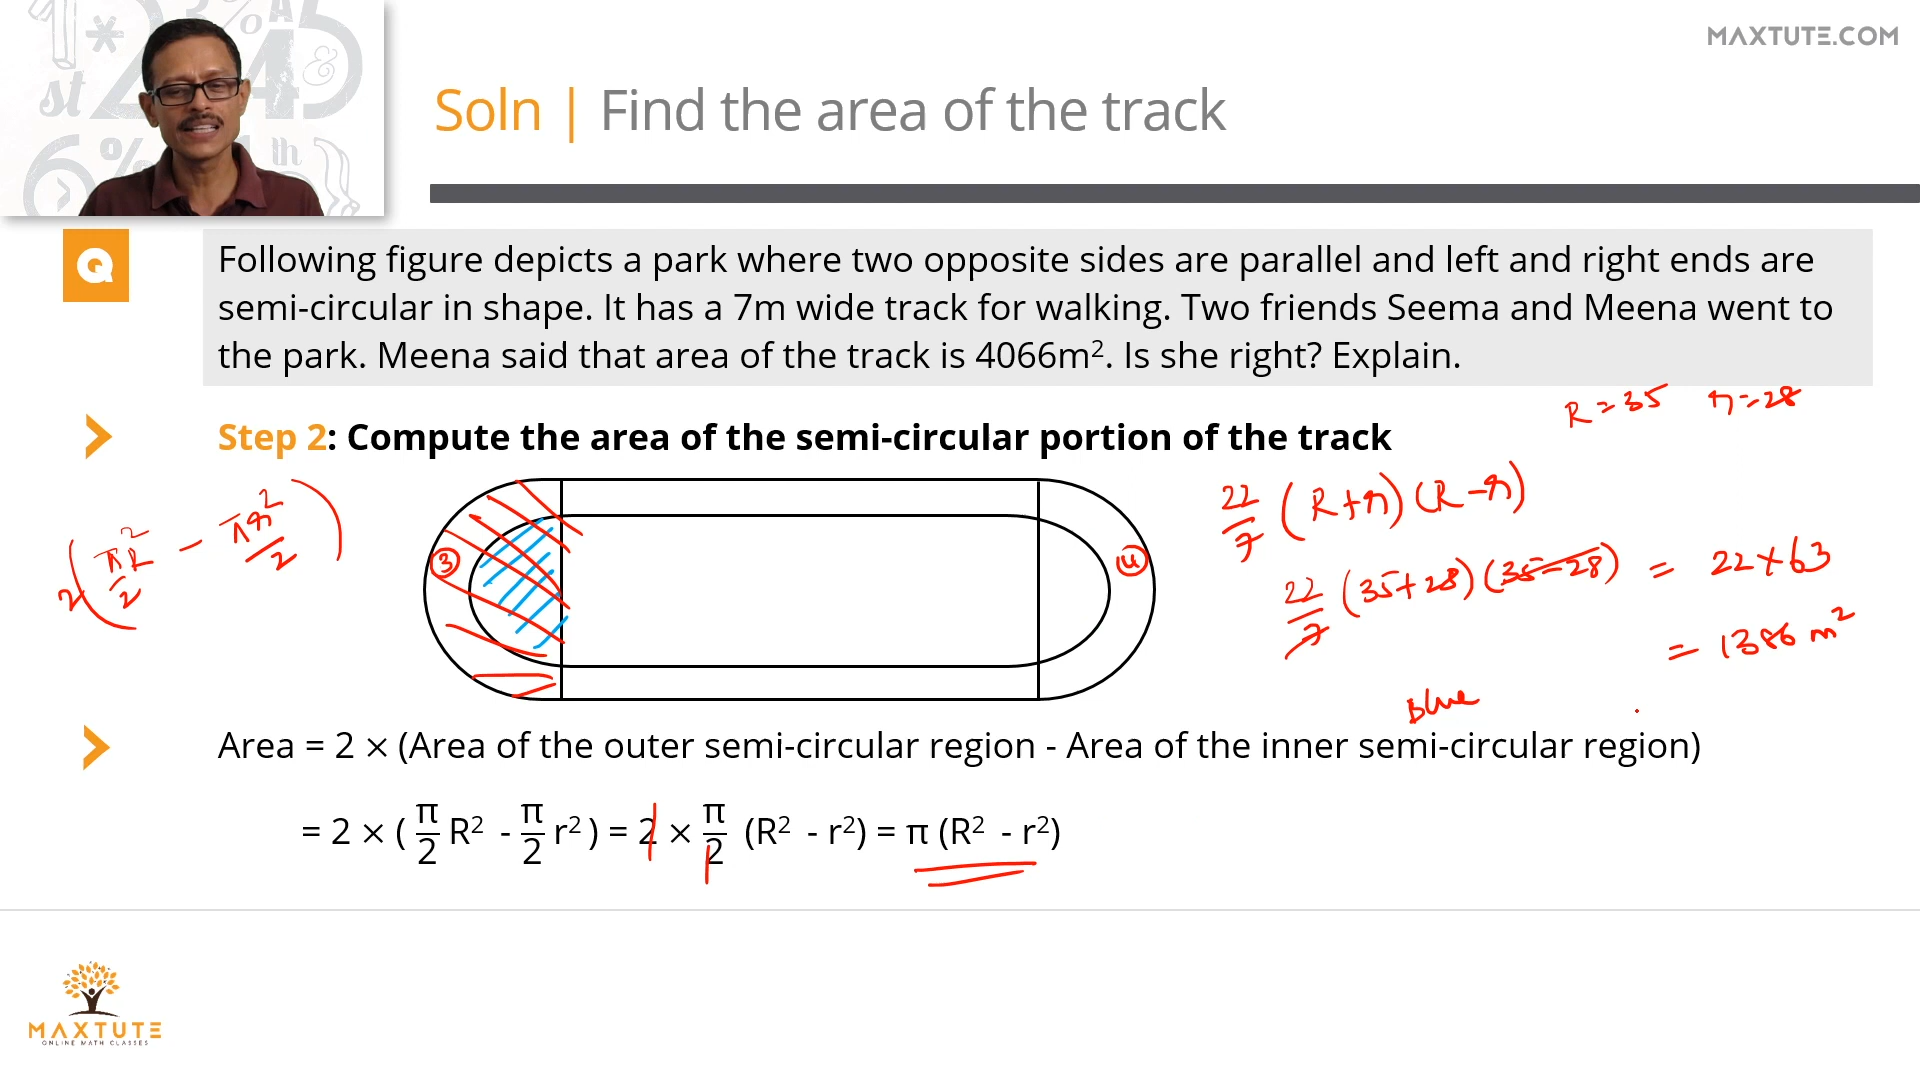 MAXTUTE.COM
Soln | Find the area of the track
Q
Following figure depicts a park where two opposite sides are parallel and left and right ends are
semi-circular in shape. It has a 7m wide track for walking. Two friends Seema and Meena went to
the park. Meena said that area of the track is 4066m². Is she right? Explain.
R = 35 r = 28
Step 2: Compute the area of the semi-circular portion of the track
2(πR²/2 - πr²/2)
3
4
22/7 (R+r)(R-r)
22/7 (35+28)(35-28) = 22×63
= 1386 m²
Blue
Area = 2 × (Area of the outer semi-circular region - Area of the inner semi-circular region)
= 2 × ( π/2 R² - π/2 r² ) = 2 × π/2 (R² - r²) = π (R² - r²)
MAXTUTE
ONLINE MATH CLASSES